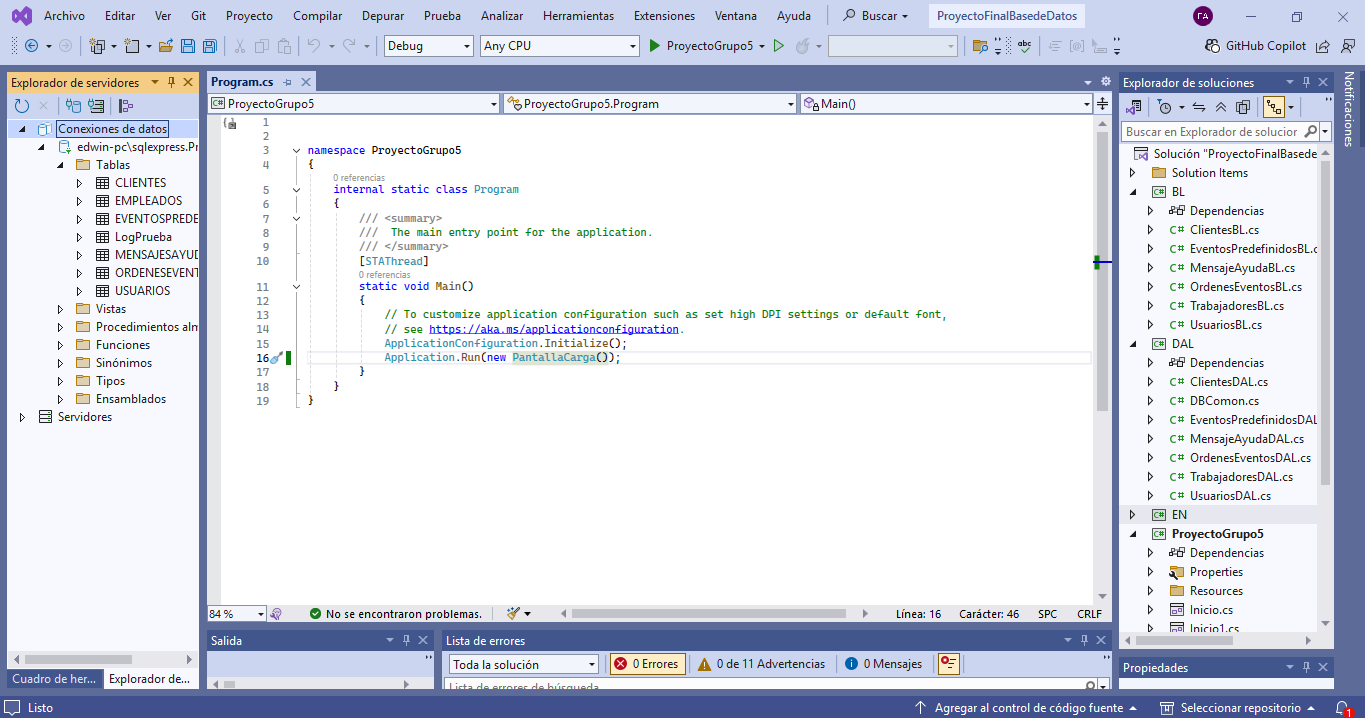 Archivo Editar Ver Git Proyecto Compilar Depurar Prueba Analizar Herramientas Extensiones Ventana Ayuda Buscar ProyectoFinalBasedeDatos ГA
Debug Any CPU ProyectoGrupo5 abc GitHub Copilot
Explorador de servidores
Conexiones de datos
edwin-pc\sqlexpress.Pr
Tablas
CLIENTES
EMPLEADOS
EVENTOSPREDE
LogPrueba
MENSAJESAYUD
ORDENESEVENT
USUARIOS
Vistas
Procedimientos alm
Funciones
Sinónimos
Tipos
Ensamblados
Servidores
Cuadro de her... Explorador de...
Program.cs
ProyectoGrupo5 ProyectoGrupo5.Program Main()
1
2
3 namespace ProyectoGrupo5
4 {
0 referencias
5 internal static class Program
6 {
7 /// <summary>
8 /// The main entry point for the application.
9 /// </summary>
10 [STAThread]
0 referencias
11 static void Main()
12 {
13 // To customize application configuration such as set high DPI settings or default font,
14 // see https://aka.ms/applicationconfiguration.
15 ApplicationConfiguration.Initialize();
16 Application.Run(new PantallaCarga());
17 }
18 }
19 }
84 % No se encontraron problemas. Línea: 16 Carácter: 46 SPC CRLF
Salida
Lista de errores
Toda la solución 0 Errores 0 de 11 Advertencias 0 Mensajes
Lista de errores de búsqueda
Explorador de soluciones
Buscar en Explorador de solucior
Solución "ProyectoFinalBasede
Solution Items
BL
Dependencias
ClientesBL.cs
EventosPredefinidosBL.c
MensajeAyudaBL.cs
OrdenesEventosBL.cs
TrabajadoresBL.cs
UsuariosBL.cs
DAL
Dependencias
ClientesDAL.cs
DBComon.cs
EventosPredefinidosDAL
MensajeAyudaDAL.cs
OrdenesEventosDAL.cs
TrabajadoresDAL.cs
UsuariosDAL.cs
EN
ProyectoGrupo5
Dependencias
Properties
Resources
Inicio.cs
Inicio1.cs
Propiedades
Notificaciones
Listo Agregar al control de código fuente Seleccionar repositorio 1